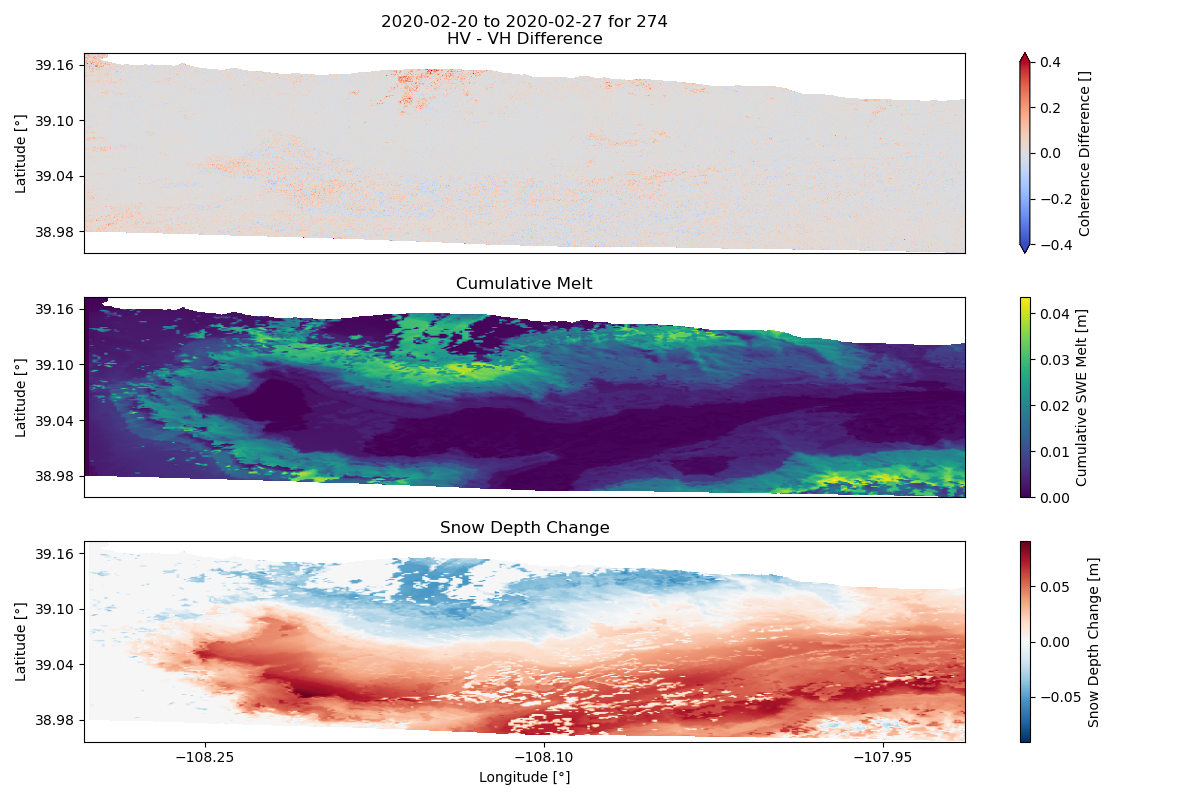 2020-02-20 to 2020-02-27 for 274
HV - VH Difference
39.16
39.10
39.04
38.98
Latitude [°]
0.4
0.2
0.0
−0.2
−0.4
Coherence Difference []
Cumulative Melt
39.16
39.10
39.04
38.98
Latitude [°]
0.04
0.03
0.02
0.01
0.00
Cumulative SWE Melt [m]
Snow Depth Change
39.16
39.10
39.04
38.98
Latitude [°]
0.05
0.00
−0.05
Snow Depth Change [m]
−108.25
−108.10
−107.95
Longitude [°]